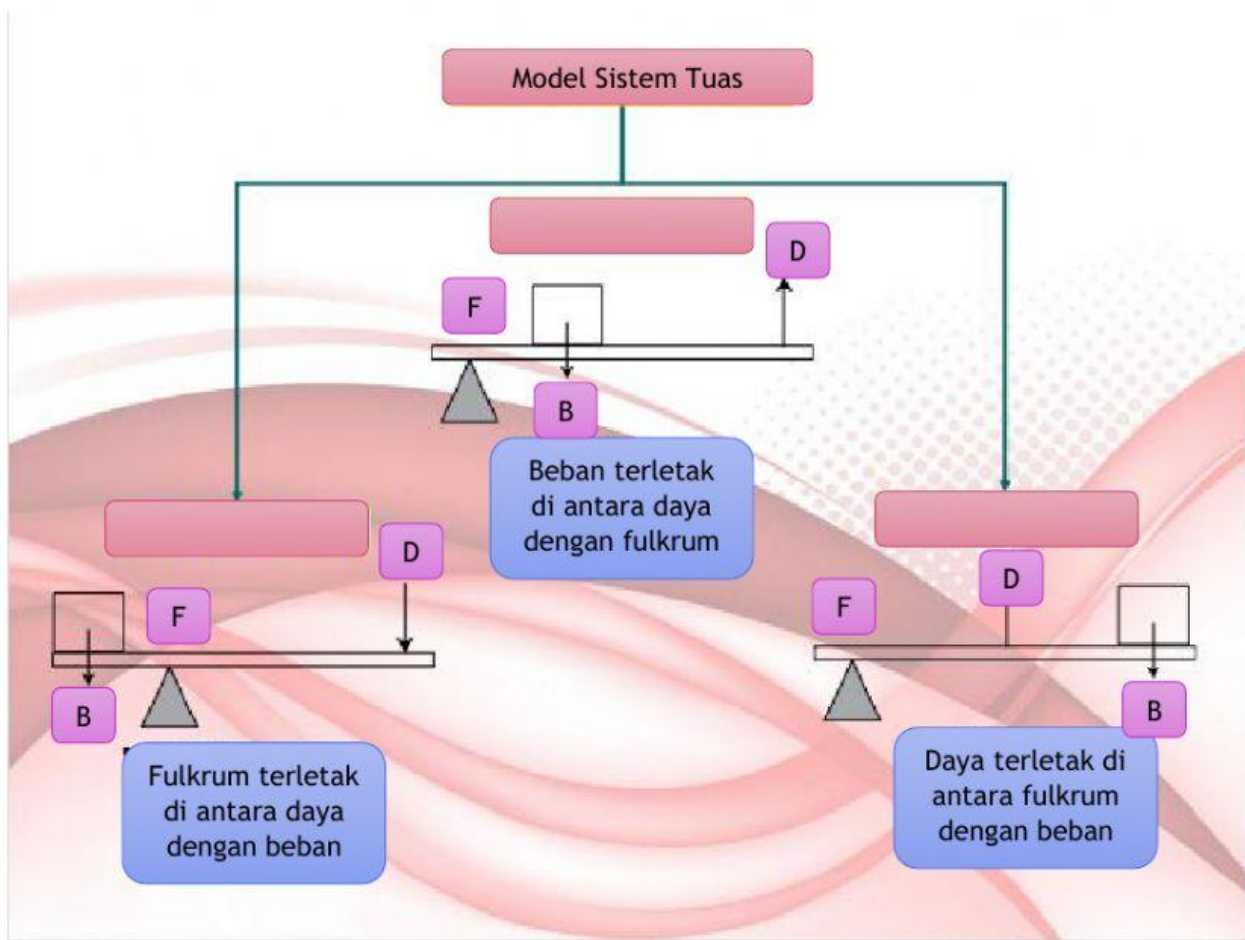 Model Sistem Tuas
D
F
B
Beban terletak
di antara daya
dengan fulkrum
D
F
B
Fulkrum terletak
di antara daya
dengan beban
D
F
B
Daya terletak di
antara fulkrum
dengan beban